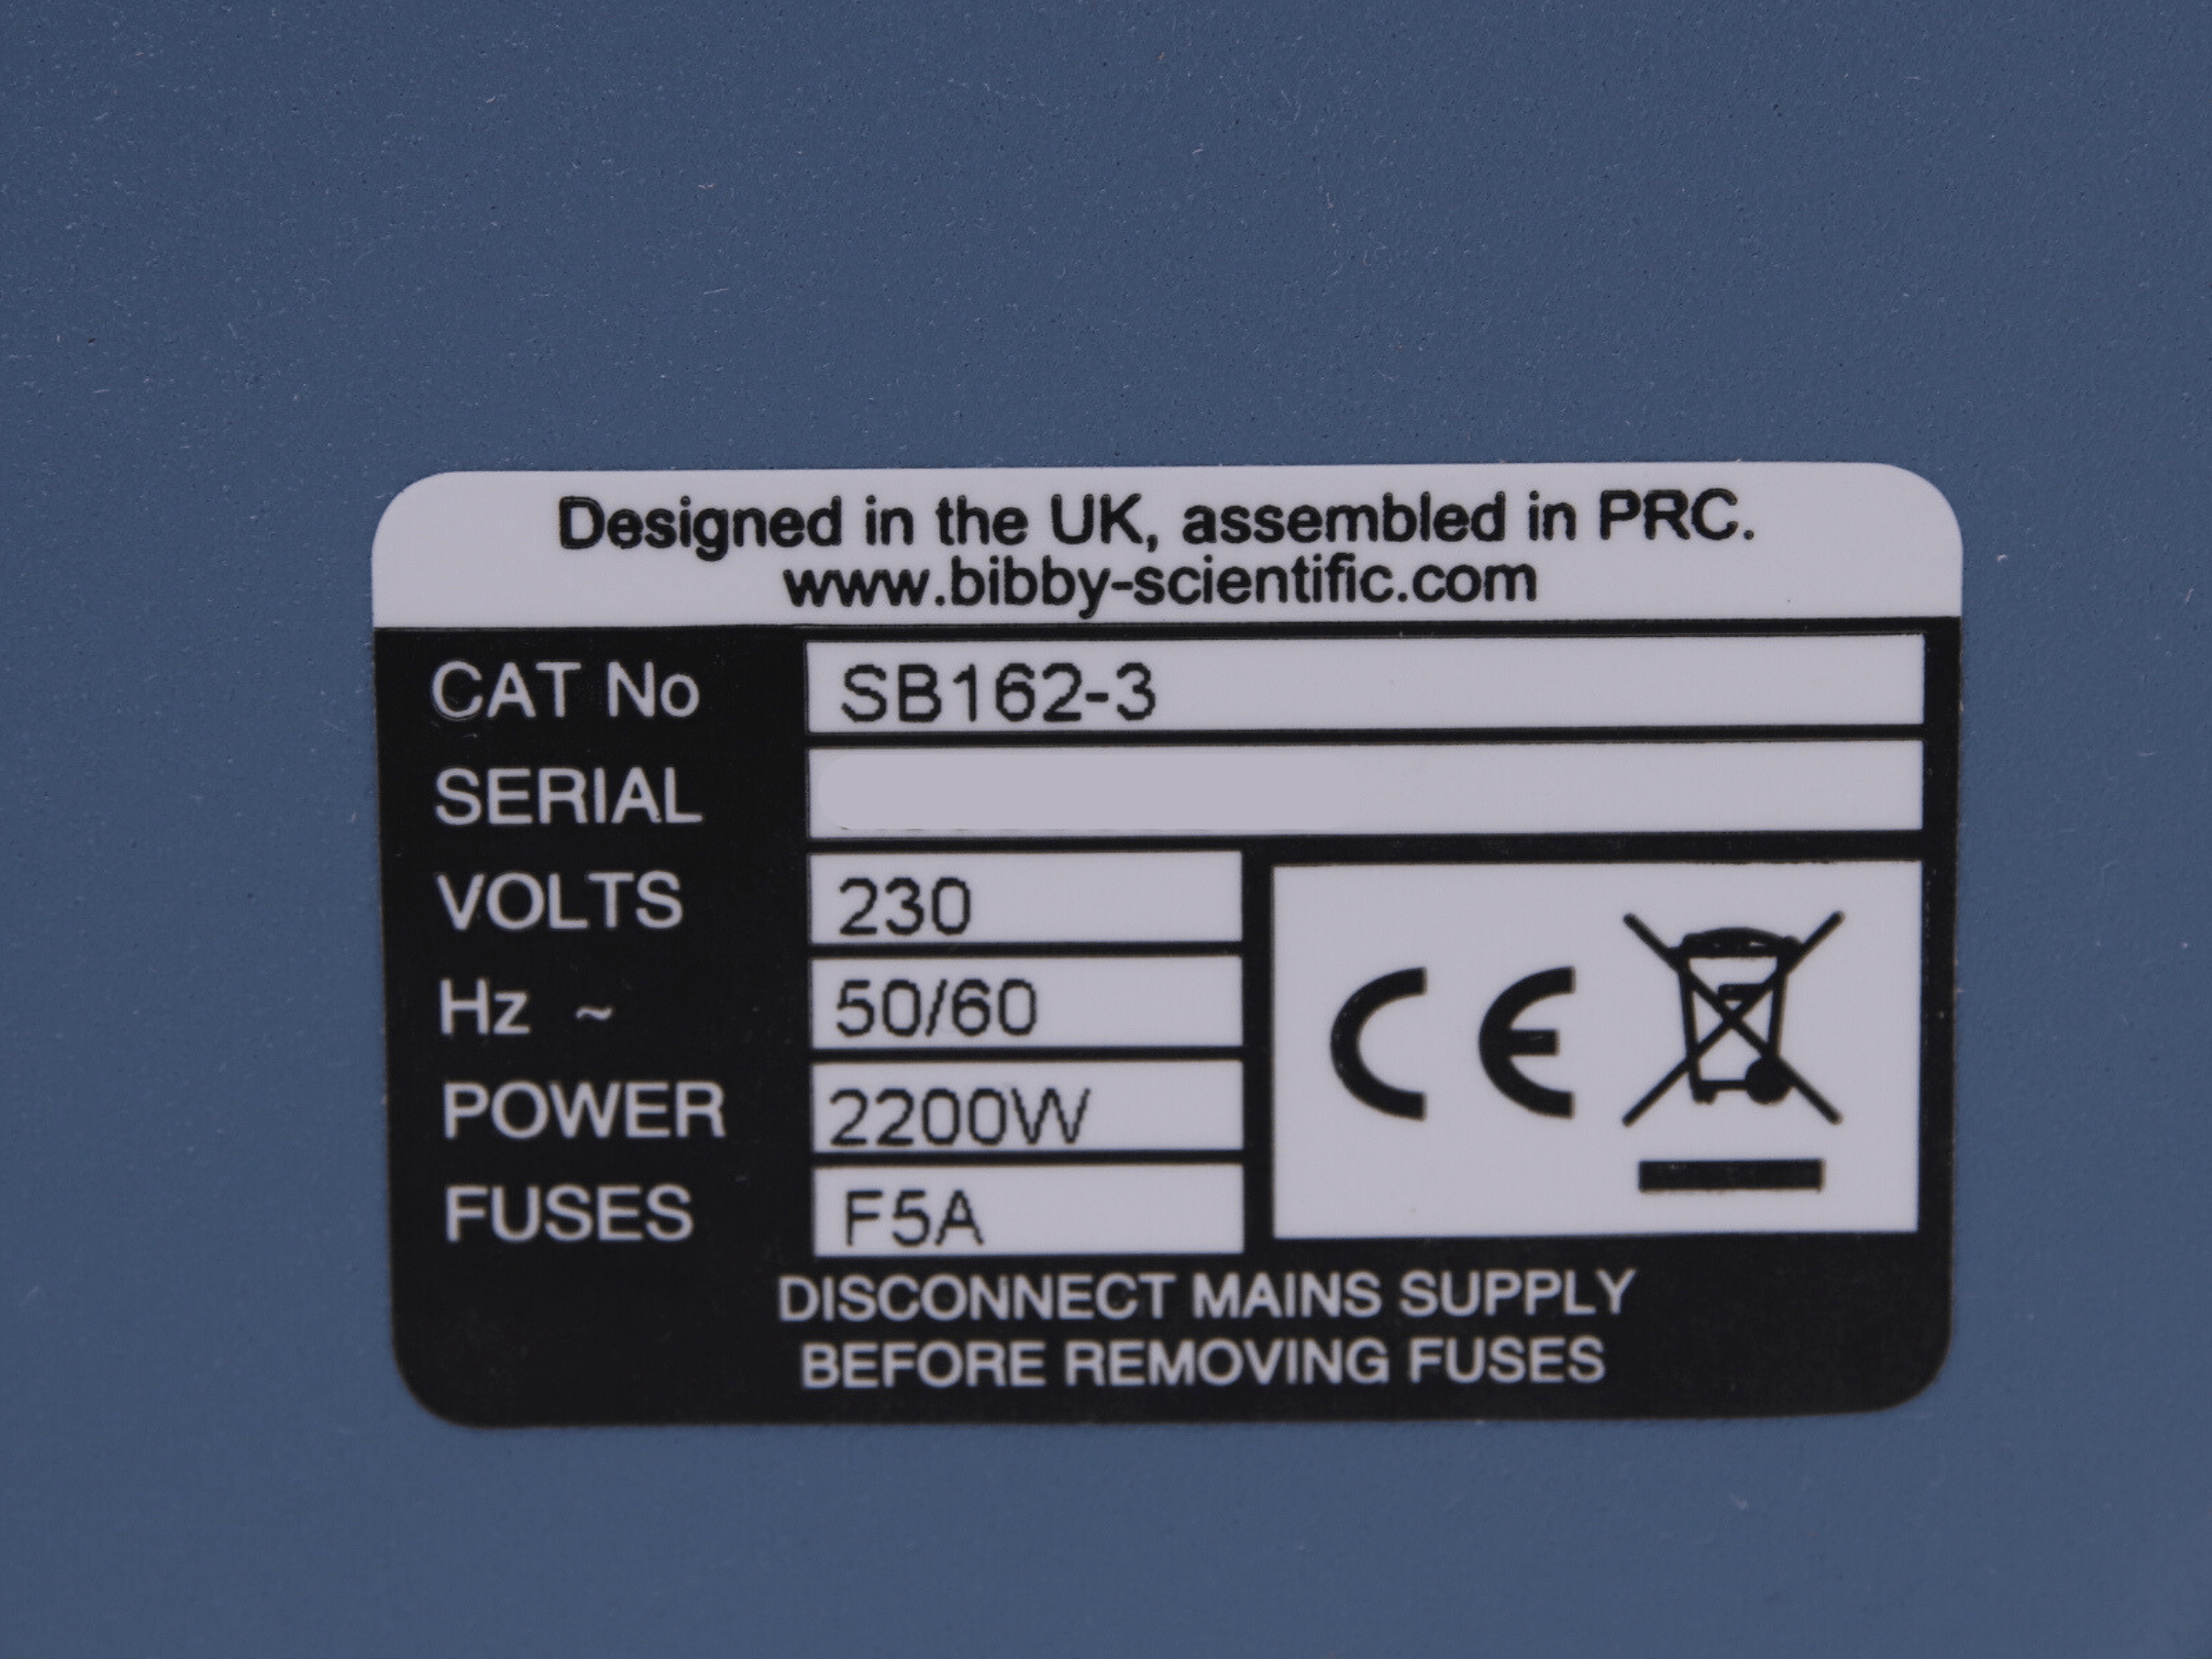 Designed in the UK, assembled in PRC.
www.bibby-scientific.com
CAT No SB162-3
SERIAL
VOLTS 230
Hz ~ 50/60
POWER 2200W
FUSES F5A
CE
DISCONNECT MAINS SUPPLY
BEFORE REMOVING FUSES